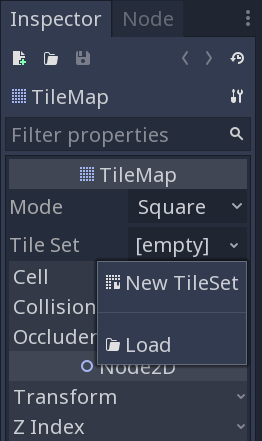 Inspector Node
TileMap
Filter properties
TileMap
Mode Square
Tile Set [empty]
Cell
New TileSet
Collision
Occluder
Load
Node2D
Transform
Z Index